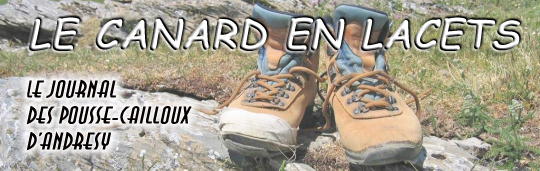 LE CANARD EN LACETS
LE JOURNAL
DES POUSSE-CAILLOUX
D'ANDRESY